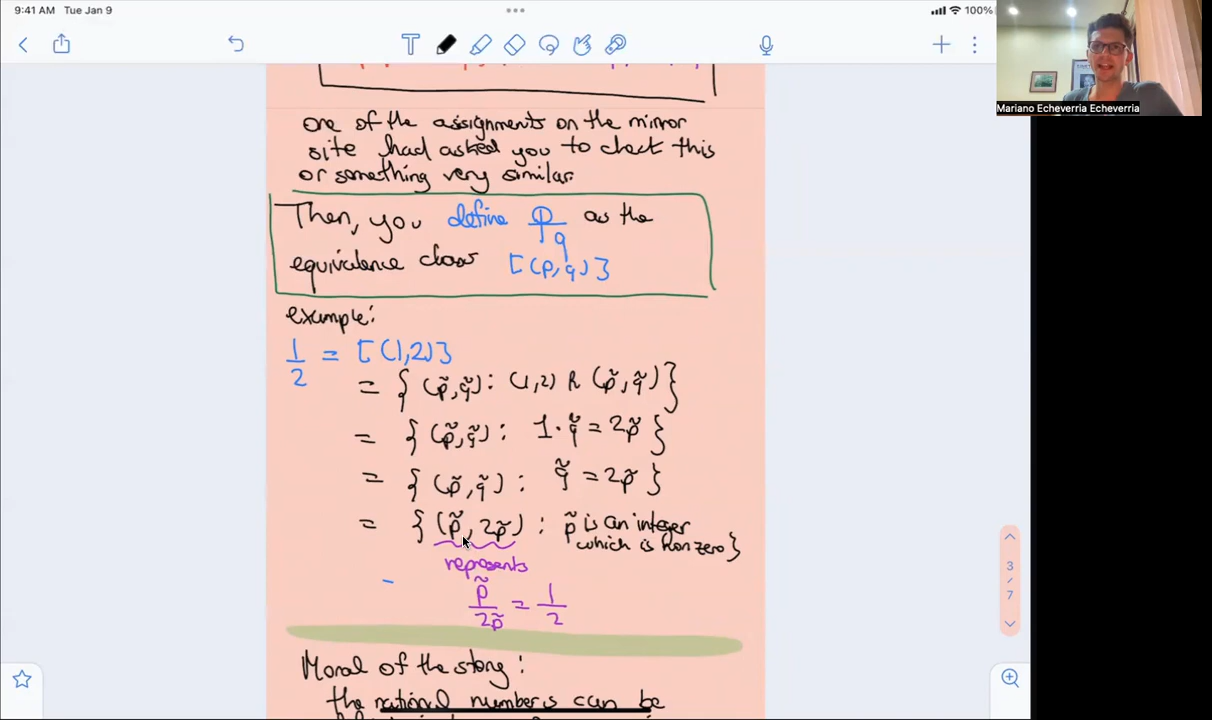 9:41 AM Tue Jan 9
100%
Mariano Echeverria Echeverria
one of the assignments on the mirror
site had asked you to check this
or something very similar
Then, you define p/q as the
equivalence class [(p,q)]
example:
1/2 = [(1,2)]
= { (p̃,q̃): (1,2) R (p̃,q̃) }
= { (p̃,q̃): 1·q̃ = 2p̃ }
= { (p̃,q̃): q̃ = 2p̃ }
= { (p̃, 2p̃): p̃ is an integer
which is non zero }
represents
p̃/2p̃ = 1/2
Moral of the story:
the rational numbers can be
3
/
7